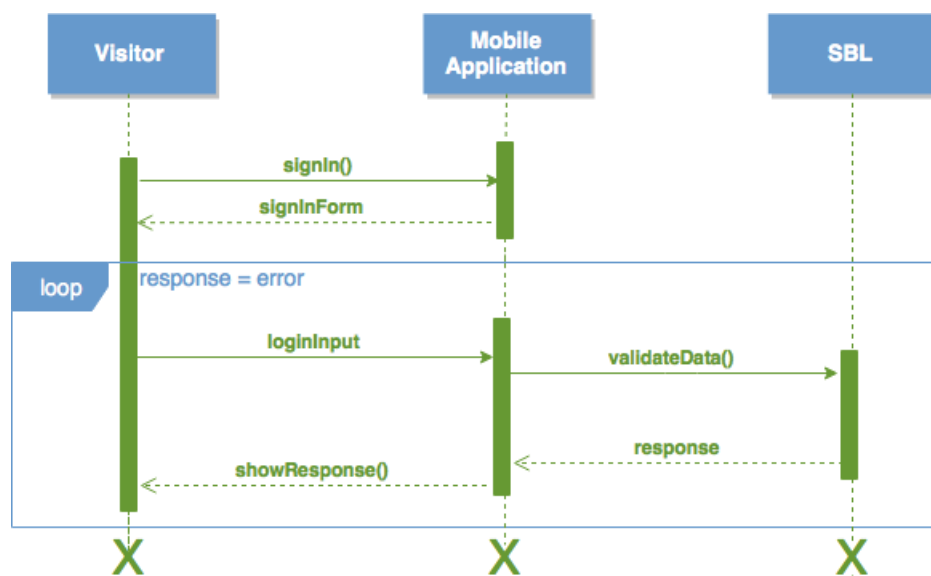 Visitor
Mobile
Application
SBL
signIn()
signInForm
loop
response = error
loginInput
validateData()
response
showResponse()
X
X
X